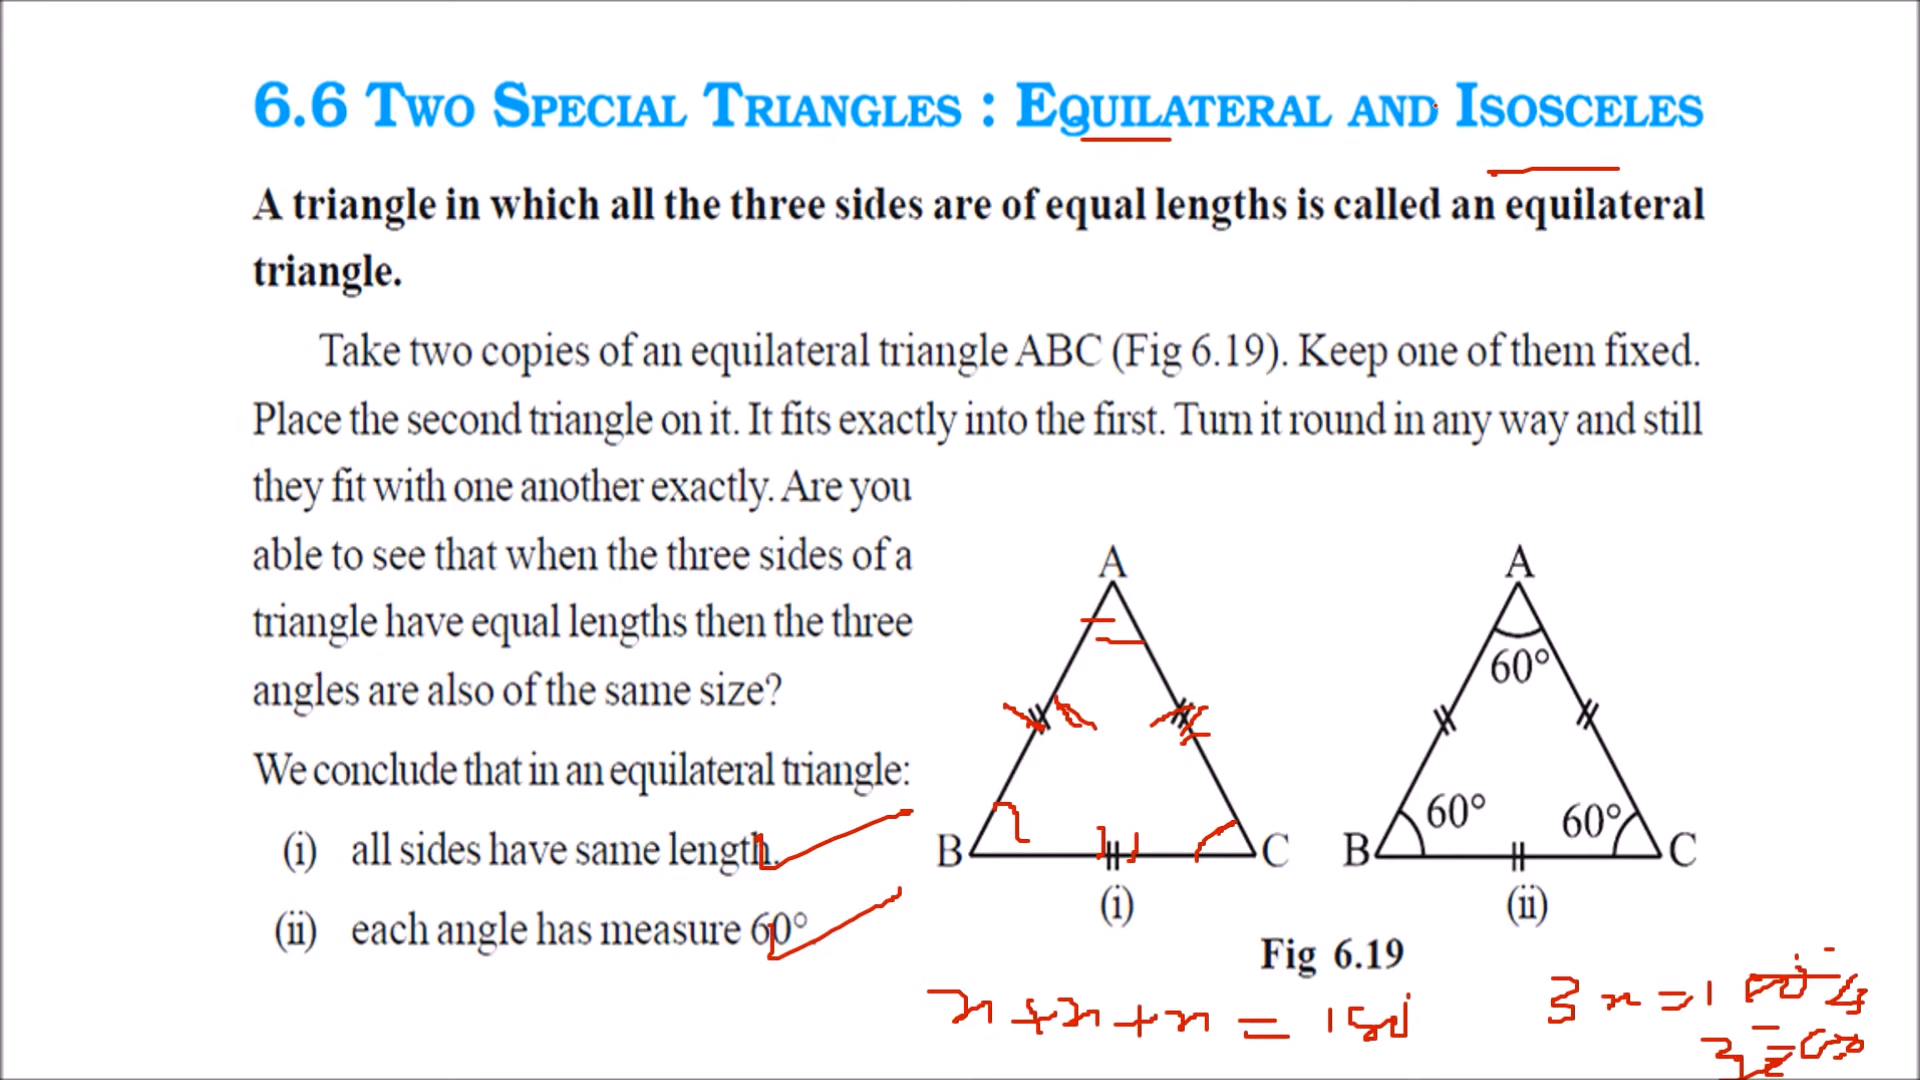 6.6 TWO SPECIAL TRIANGLES : EQUILATERAL AND ISOSCELES
A triangle in which all the three sides are of equal lengths is called an equilateral
triangle.
Take two copies of an equilateral triangle ABC (Fig 6.19). Keep one of them fixed.
Place the second triangle on it. It fits exactly into the first. Turn it round in any way and still
they fit with one another exactly. Are you
able to see that when the three sides of a
triangle have equal lengths then the three
angles are also of the same size?
We conclude that in an equilateral triangle:
(i) all sides have same length.
(ii) each angle has measure 60°
A
B
C
(i)
A
60°
60°
60°
B
C
(ii)
Fig 6.19
x + x + x = 180
3x = 180